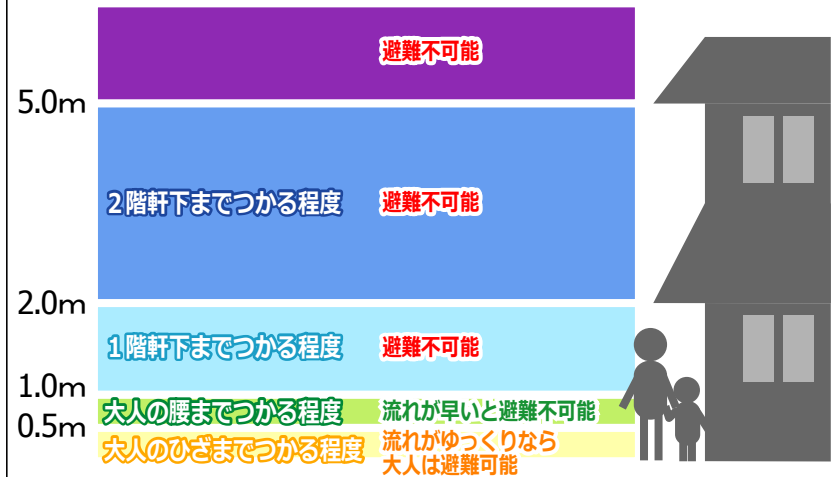 避難不可能
5.0m
2階軒下までつかる程度 避難不可能
2.0m
1階軒下までつかる程度 避難不可能
1.0m
大人の腰までつかる程度 流れが早いと避難不可能
0.5m
大人のひざまでつかる程度 流れがゆっくりなら
大人は避難可能